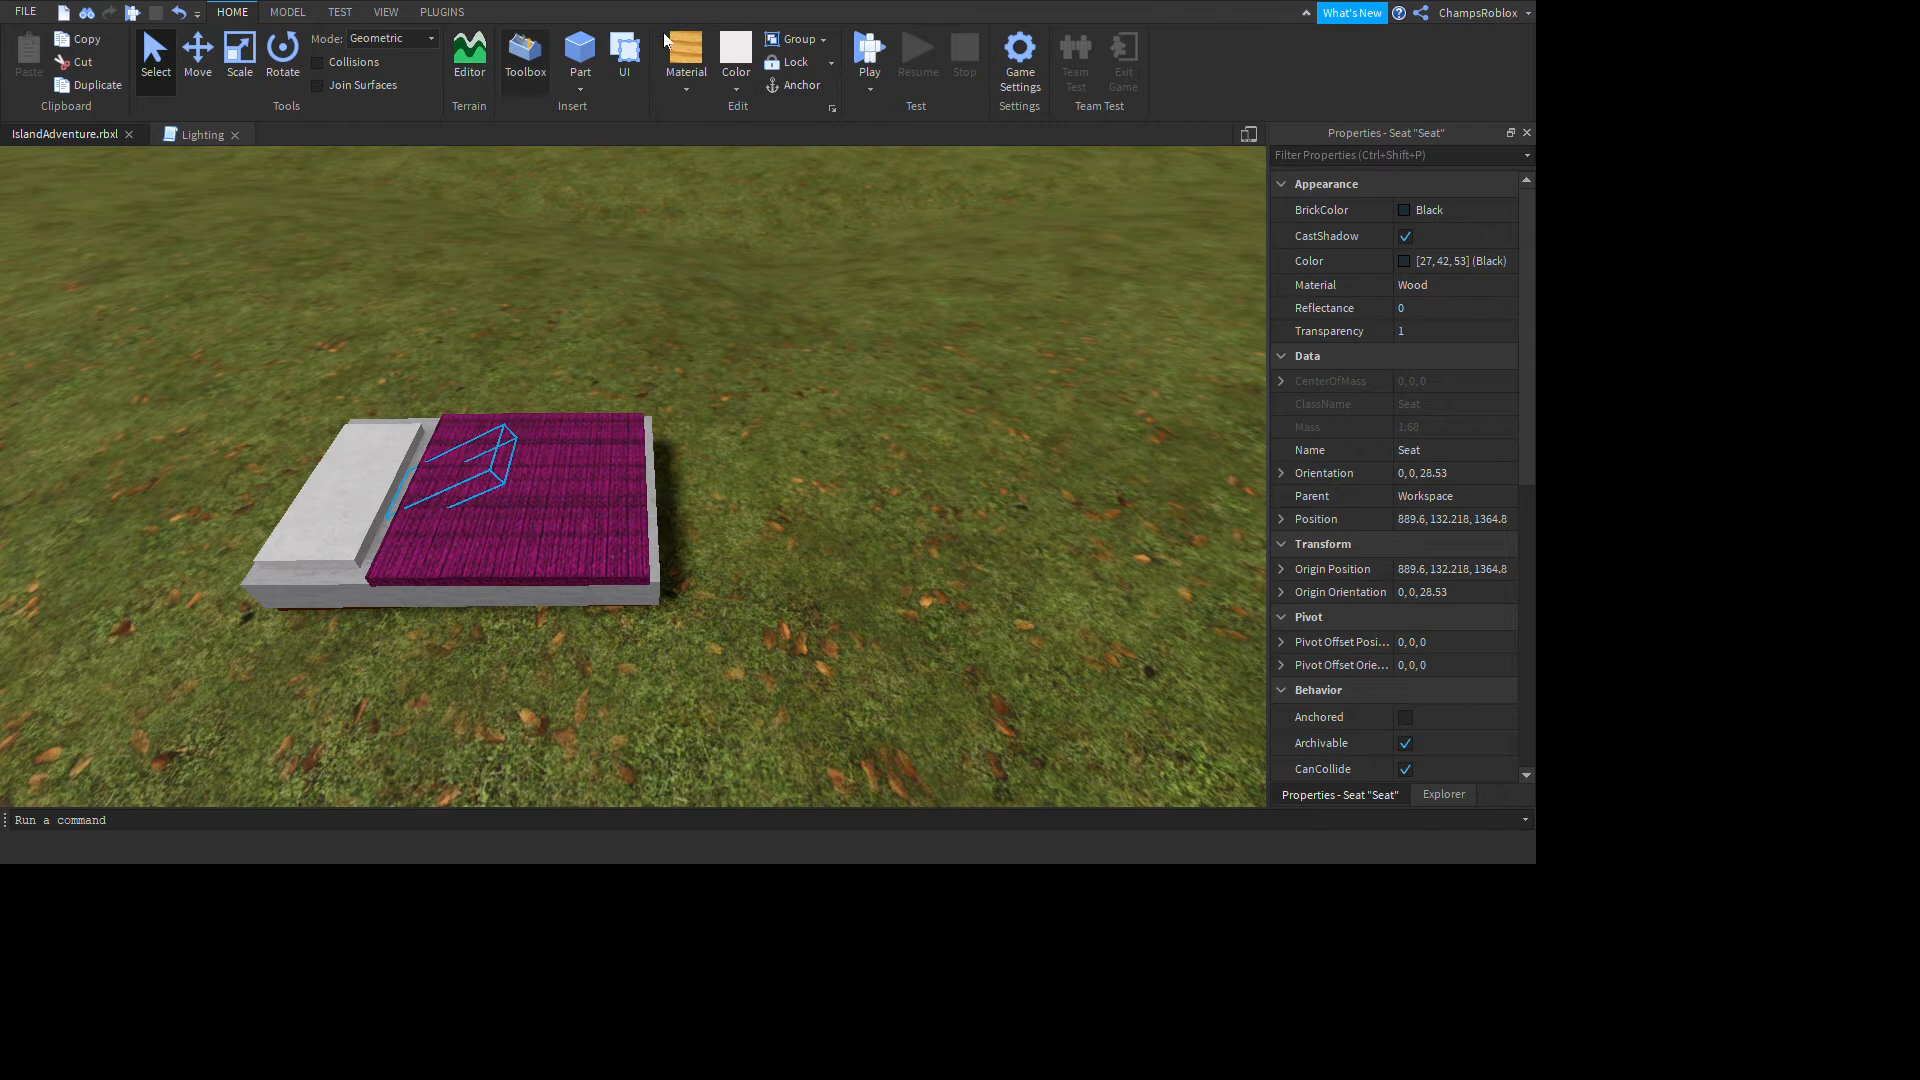 FILE HOME MODEL TEST VIEW PLUGINS What's New ChampsRoblox
Paste Copy Cut Duplicate Clipboard
Select Move Scale Rotate Mode: Geometric Collisions Join Surfaces Tools
Editor Terrain
Toolbox Part UI Insert
Material Color Group Lock Anchor Edit
Play Resume Stop Test
Game Settings Settings
Team Test Exit Game Team Test
IslandAdventure.rbxl Lighting
Properties - Seat "Seat"
Filter Properties (Ctrl+Shift+P)
Appearance
BrickColor Black
CastShadow
Color [27, 42, 53] (Black)
Material Wood
Reflectance 0
Transparency 1
Data
CenterOfMass 0, 0, 0
ClassName Seat
Mass 1.68
Name Seat
Orientation 0, 0, 28.53
Parent Workspace
Position 889.6, 132.218, 1364.8
Transform
Origin Position 889.6, 132.218, 1364.8
Origin Orientation 0, 0, 28.53
Pivot
Pivot Offset Posi... 0, 0, 0
Pivot Offset Orie... 0, 0, 0
Behavior
Anchored
Archivable
CanCollide
Properties - Seat "Seat" Explorer
Run a command